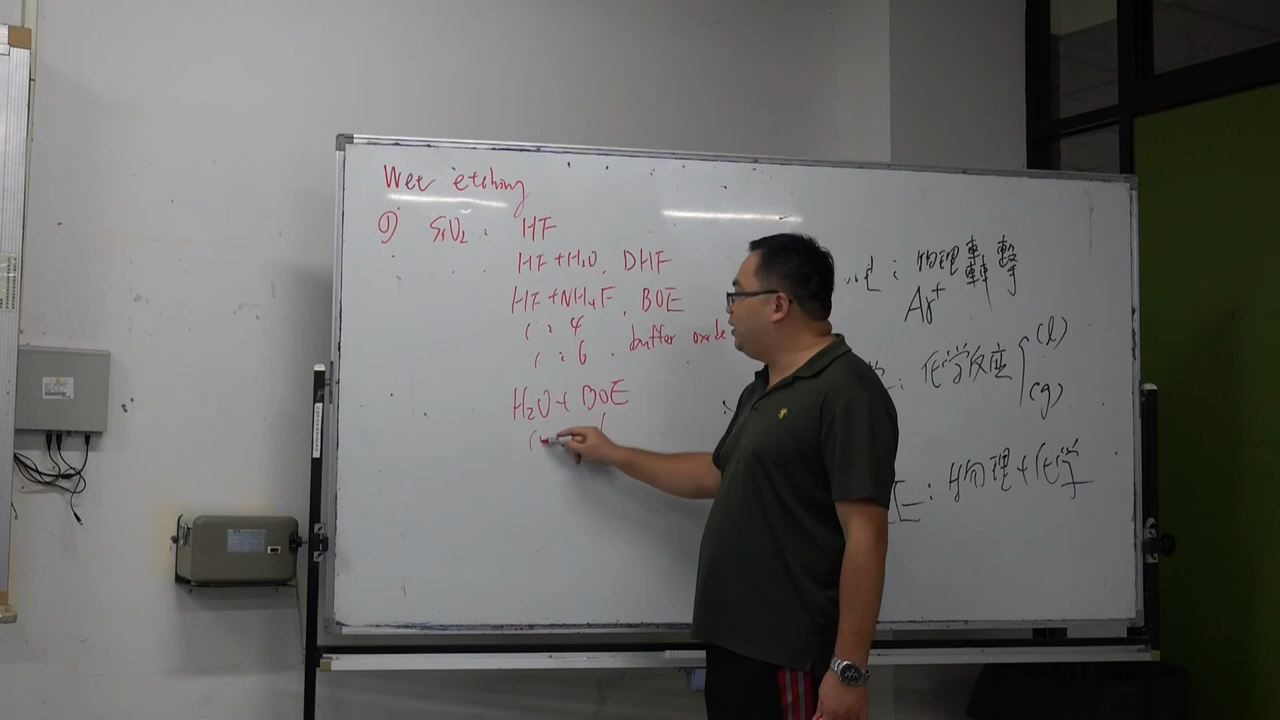 Wet etching
① SiO2 : HF
HF + H2O. DHF
HF + NH4F. BOE
1 : 4
1 : 6 . buffer oxide
H2O + BOE
: 物理轟擊
Ar+
: 化學反应 (l)
(g)
E : 物理 + 化学